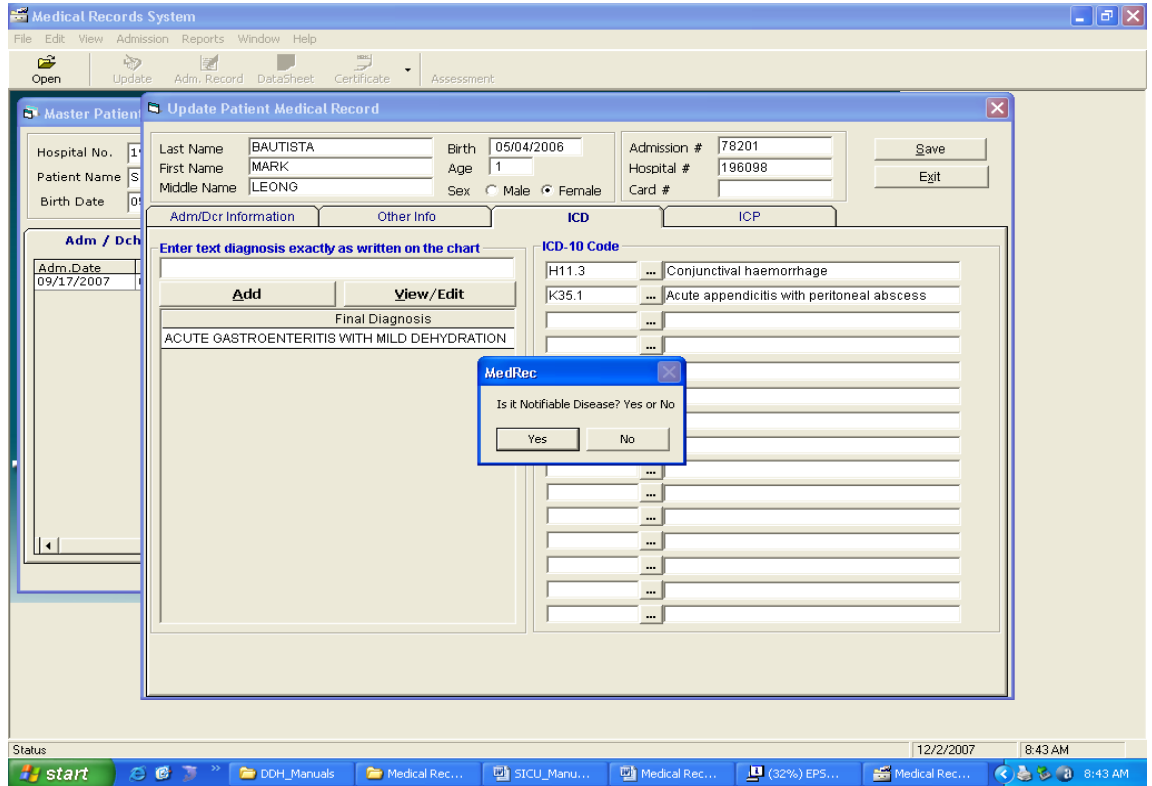 Medical Records System
File Edit View Admission Reports Window Help
Open Update Adm. Record DataSheet Certificate Assessment
Master Patient
Hospital No.
Patient Name
Birth Date
Adm / Dch
Adm.Date
09/17/2007
Update Patient Medical Record
Last Name BAUTISTA Birth 05/04/2006 Admission # 78201 Save
First Name MARK Age 1 Hospital # 196098 Exit
Middle Name LEONG Sex Male Female Card #
Adm/Dcr Information Other Info ICD ICP
Enter text diagnosis exactly as written on the chart
Add View/Edit
Final Diagnosis
ACUTE GASTROENTERITIS WITH MILD DEHYDRATION
ICD-10 Code
H11.3 ... Conjunctival haemorrhage
K35.1 ... Acute appendicitis with peritoneal abscess
...
...
MedRec
Is it Notifiable Disease? Yes or No
Yes No
...
...
...
...
...
...
...
Status 12/2/2007 8:43 AM
start DDH_Manuals Medical Rec... SICU_Manu... Medical Rec... (32%) EPS... Medical Rec... 8:43 AM